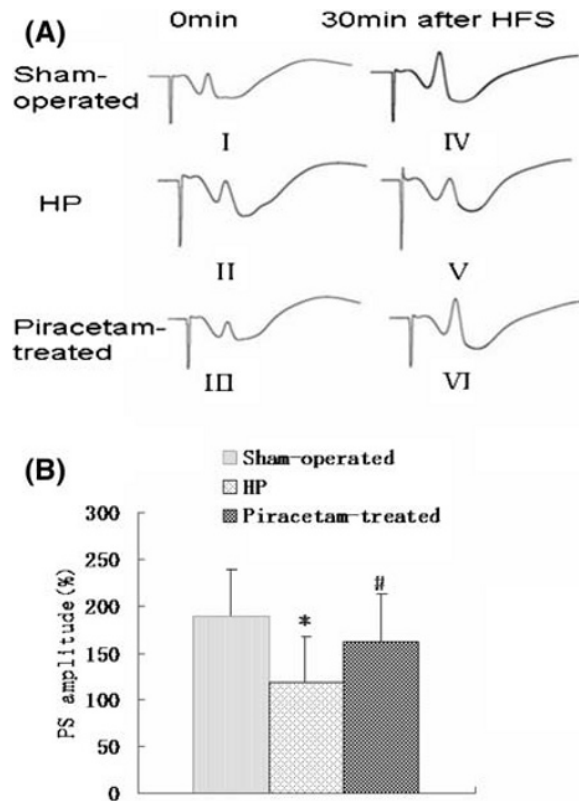 (A)
0min 30min after HFS
Sham-
operated
I IV
HP
II V
Piracetam-
treated
III VI
(B)
Sham-operated
HP
Piracetam-treated
PS amplitude(%)
300
250
200
150
100
50
0
*
#